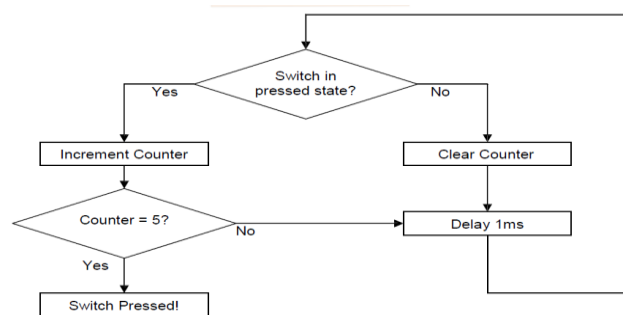 Switch in
pressed state?
Yes
No
Increment Counter
Clear Counter
Counter = 5?
No
Delay 1ms
Yes
Switch Pressed!